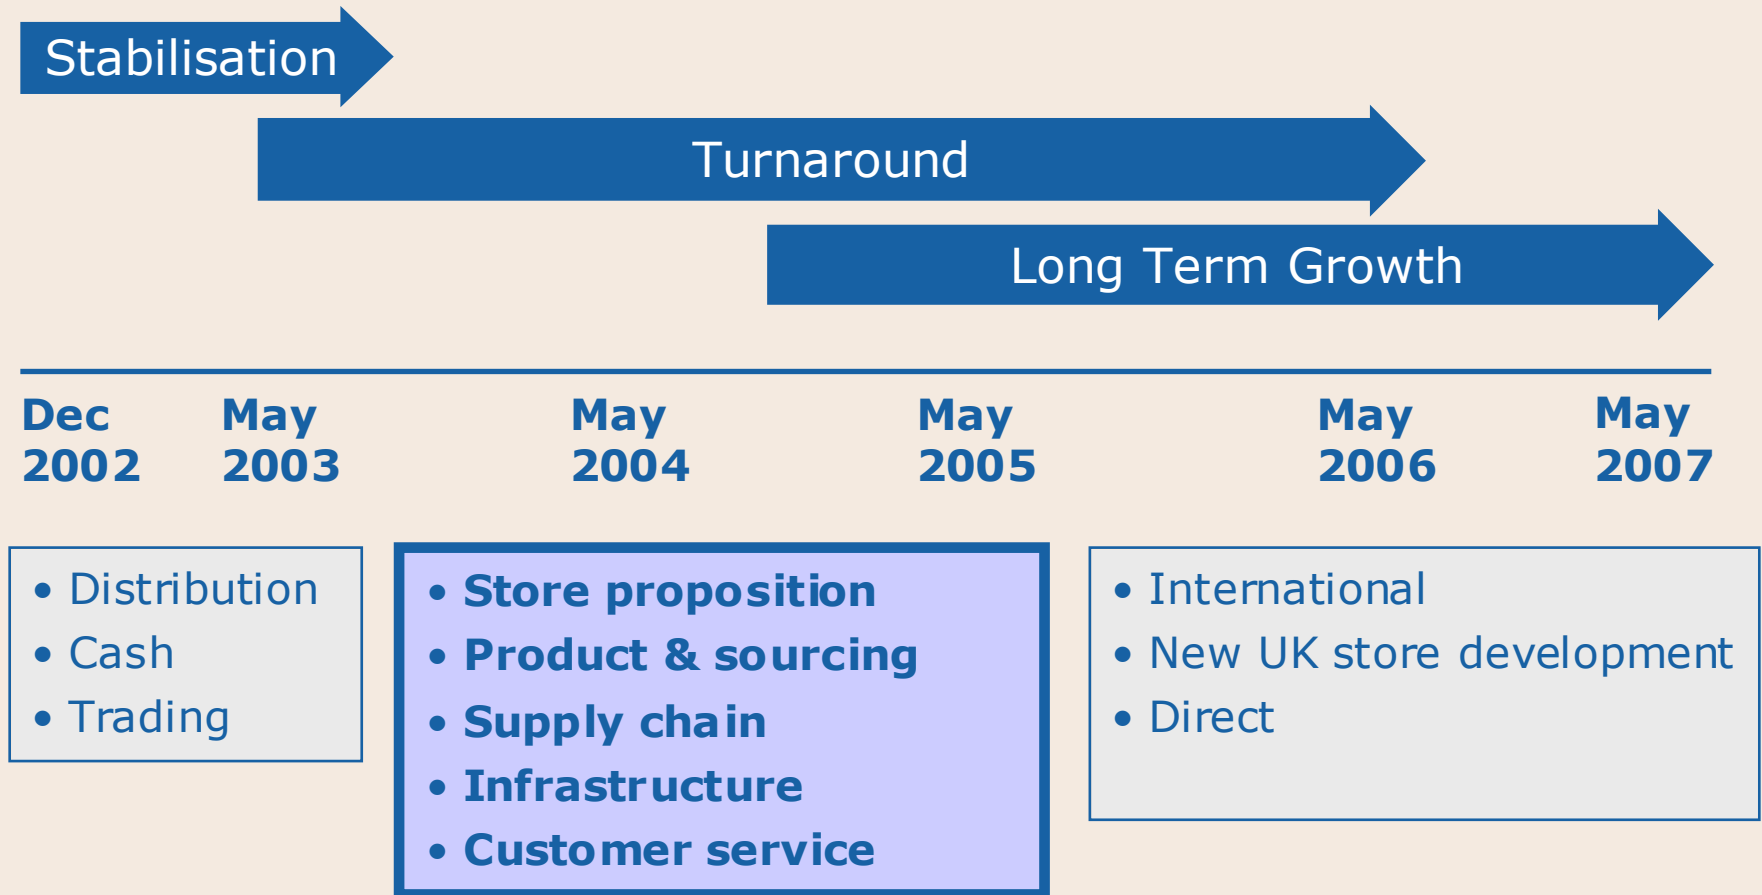 Stabilisation
Turnaround
Long Term Growth
Dec 2002
May 2003
May 2004
May 2005
May 2006
May 2007
• Distribution
• Cash
• Trading
• Store proposition
• Product & sourcing
• Supply chain
• Infrastructure
• Customer service
• International
• New UK store development
• Direct